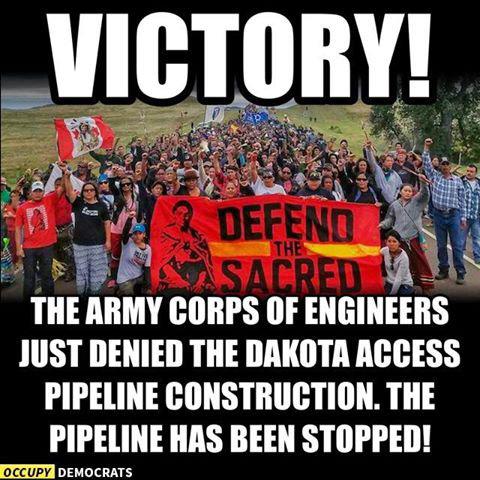 VICTORY!
DEFEND
THE
SACRED
THE ARMY CORPS OF ENGINEERS
JUST DENIED THE DAKOTA ACCESS
PIPELINE CONSTRUCTION. THE
PIPELINE HAS BEEN STOPPED!
OCCUPY DEMOCRATS